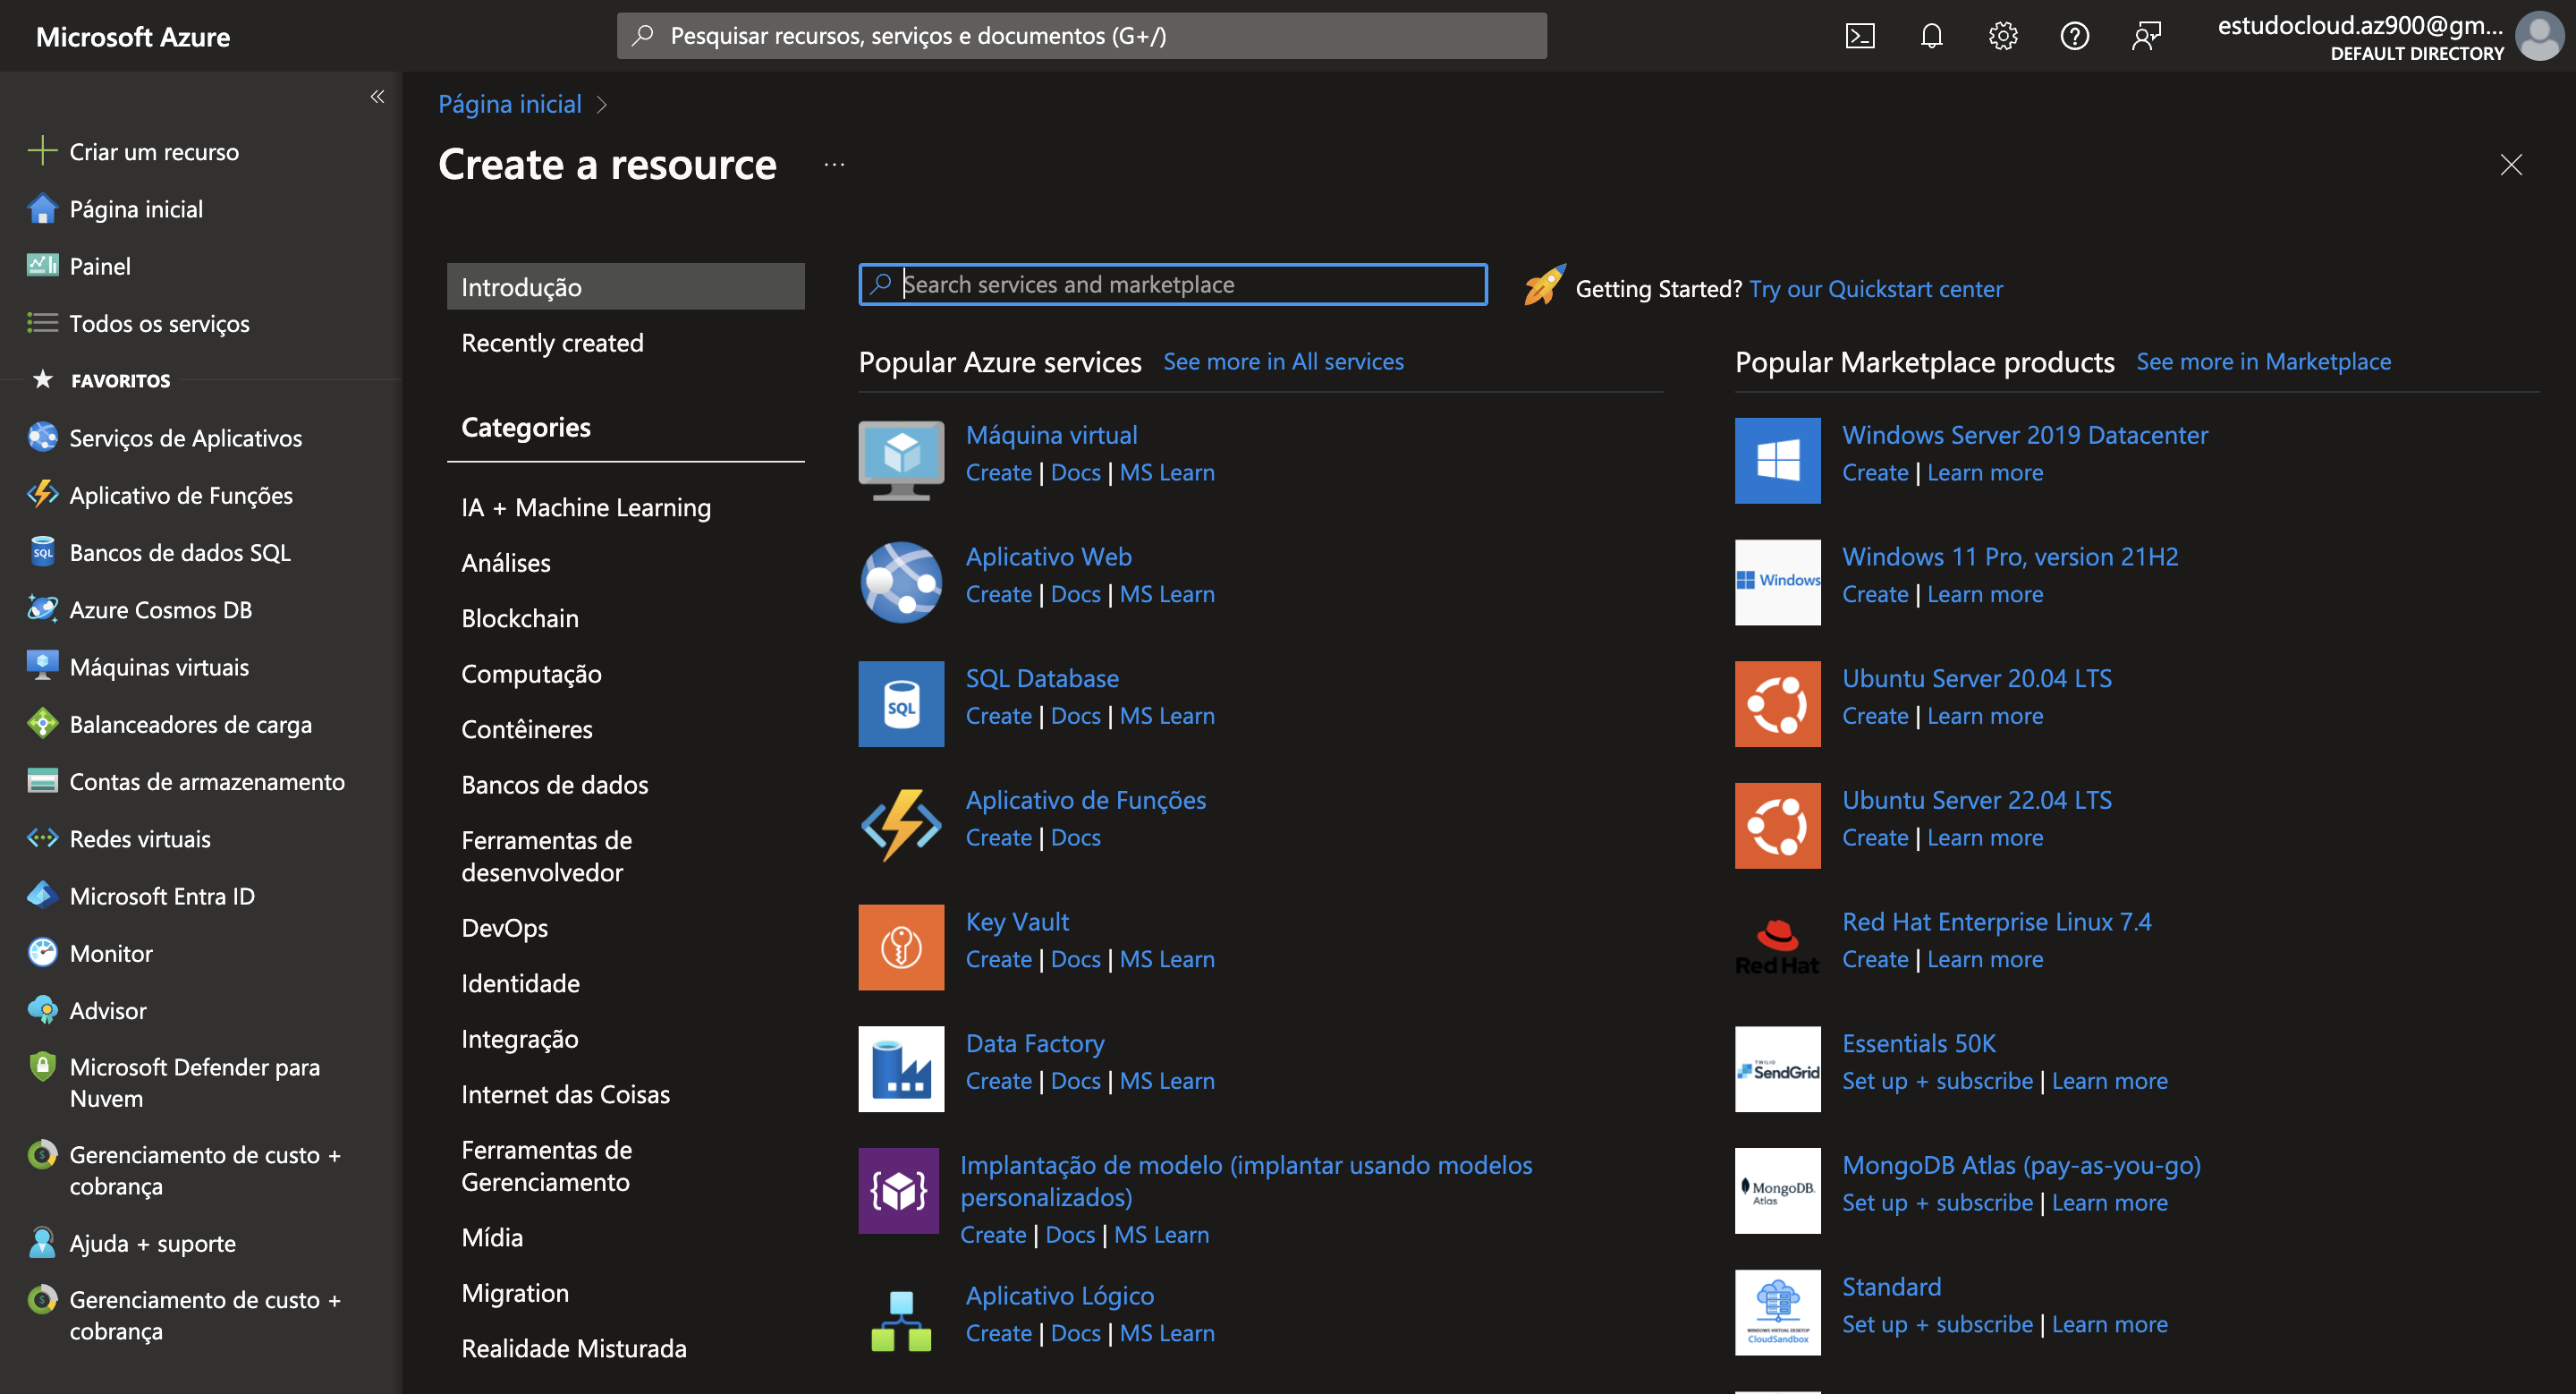 Microsoft Azure
Pesquisar recursos, serviços e documentos (G+/)
estudocloud.az900@gm...
DEFAULT DIRECTORY
Criar um recurso
Página inicial
Painel
Todos os serviços
FAVORITOS
Serviços de Aplicativos
Aplicativo de Funções
SQL
Bancos de dados SQL
Azure Cosmos DB
Máquinas virtuais
Balanceadores de carga
Contas de armazenamento
Redes virtuais
Microsoft Entra ID
Monitor
Advisor
Microsoft Defender para
Nuvem
Gerenciamento de custo +
cobrança
Ajuda + suporte
Gerenciamento de custo +
cobrança
Página inicial
Create a resource
...
Introdução
Recently created
Categories
IA + Machine Learning
Análises
Blockchain
Computação
Contêineres
Bancos de dados
Ferramentas de
desenvolvedor
DevOps
Identidade
Integração
Internet das Coisas
Ferramentas de
Gerenciamento
Mídia
Migration
Realidade Misturada
Search services and marketplace
Getting Started? Try our Quickstart center
Popular Azure services See more in All services
Máquina virtual
Create | Docs | MS Learn
Aplicativo Web
Create | Docs | MS Learn
SQL
SQL Database
Create | Docs | MS Learn
Aplicativo de Funções
Create | Docs
Key Vault
Create | Docs | MS Learn
Data Factory
Create | Docs | MS Learn
Implantação de modelo (implantar usando modelos
personalizados)
Create | Docs | MS Learn
Aplicativo Lógico
Create | Docs | MS Learn
Popular Marketplace products See more in Marketplace
Windows Server 2019 Datacenter
Create | Learn more
Windows
Windows 11 Pro, version 21H2
Create | Learn more
Ubuntu Server 20.04 LTS
Create | Learn more
Ubuntu Server 22.04 LTS
Create | Learn more
Red Hat
Red Hat Enterprise Linux 7.4
Create | Learn more
TWILIO
SendGrid
Essentials 50K
Set up + subscribe | Learn more
MongoDB.
Atlas
MongoDB Atlas (pay-as-you-go)
Set up + subscribe | Learn more
WINDOWS VIRTUAL DESKTOP
CloudSandbox
Standard
Set up + subscribe | Learn more